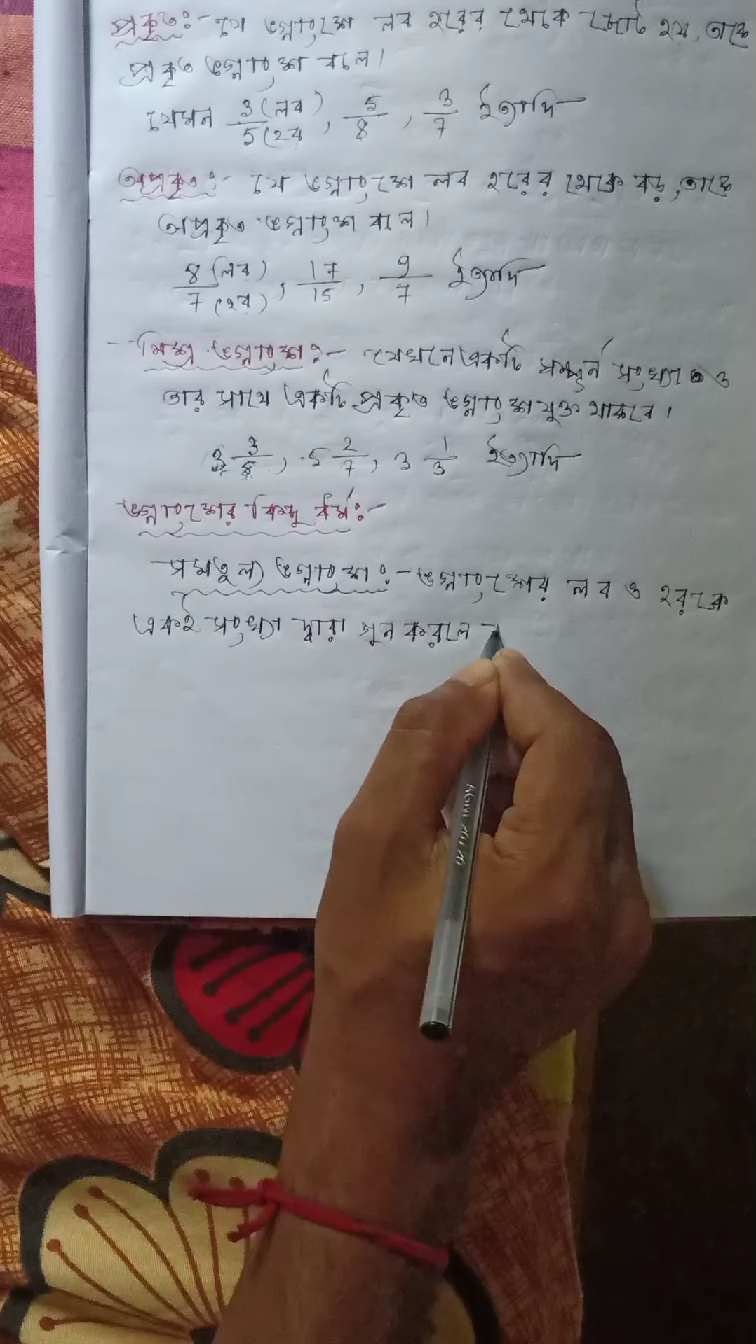 প্রকৃতঃ- যে ভগ্নাংশে লব হরের থেকে ছোট হয়, তাকে
প্রকৃত ভগ্নাংশ বলে।
যেমন 3(লব)/5(হর), 5/8, 3/7 ইত্যাদি
অপ্রকৃতঃ- যে ভগ্নাংশে লব হরের থেকে বড়, তাকে
অপ্রকৃত ভগ্নাংশ বলে।
8(লব)/7(হর), 17/15, 9/7 ইত্যাদি
মিশ্র ভগ্নাংশঃ- যেখানে একটি সম্পূর্ন সংখ্যা ও
তার সাথে একটি প্রকৃত ভগ্নাংশ যুক্ত থাকবে।
5 2/7, 3 1/3 ইত্যাদি
ভগ্নাংশের কিছু ধর্মঃ-
সমতুল্য ভগ্নাংশঃ- ভগ্নাংশের লব ও হরকে
একই সংখ্যা দ্বারা গুন করলে